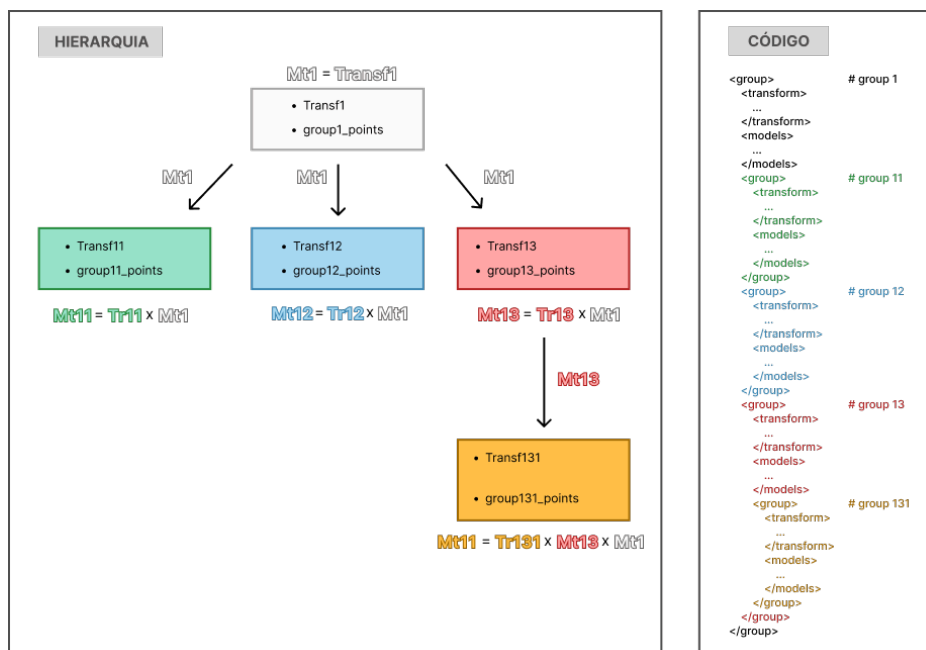 HIERARQUIA
Mt1 = Transf1
• Transf1
• group1_points
Mt1
Mt1
Mt1
• Transf11
• group11_points
• Transf12
• group12_points
• Transf13
• group13_points
Mt11 = Tr11 x Mt1
Mt12 = Tr12 x Mt1
Mt13 = Tr13 x Mt1
Mt13
• Transf131
• group131_points
Mt11 = Tr131 x Mt13 x Mt1
CÓDIGO
<group> # group 1
<transform>
...
</transform>
<models>
...
</models>
<group> # group 11
<transform>
...
</transform>
<models>
...
</models>
</group>
<group> # group 12
<transform>
...
</transform>
<models>
...
</models>
</group>
<group> # group 13
<transform>
...
</transform>
<models>
...
</models>
<group> # group 131
<transform>
...
</transform>
<models>
...
</models>
</group>
</group>
</group>